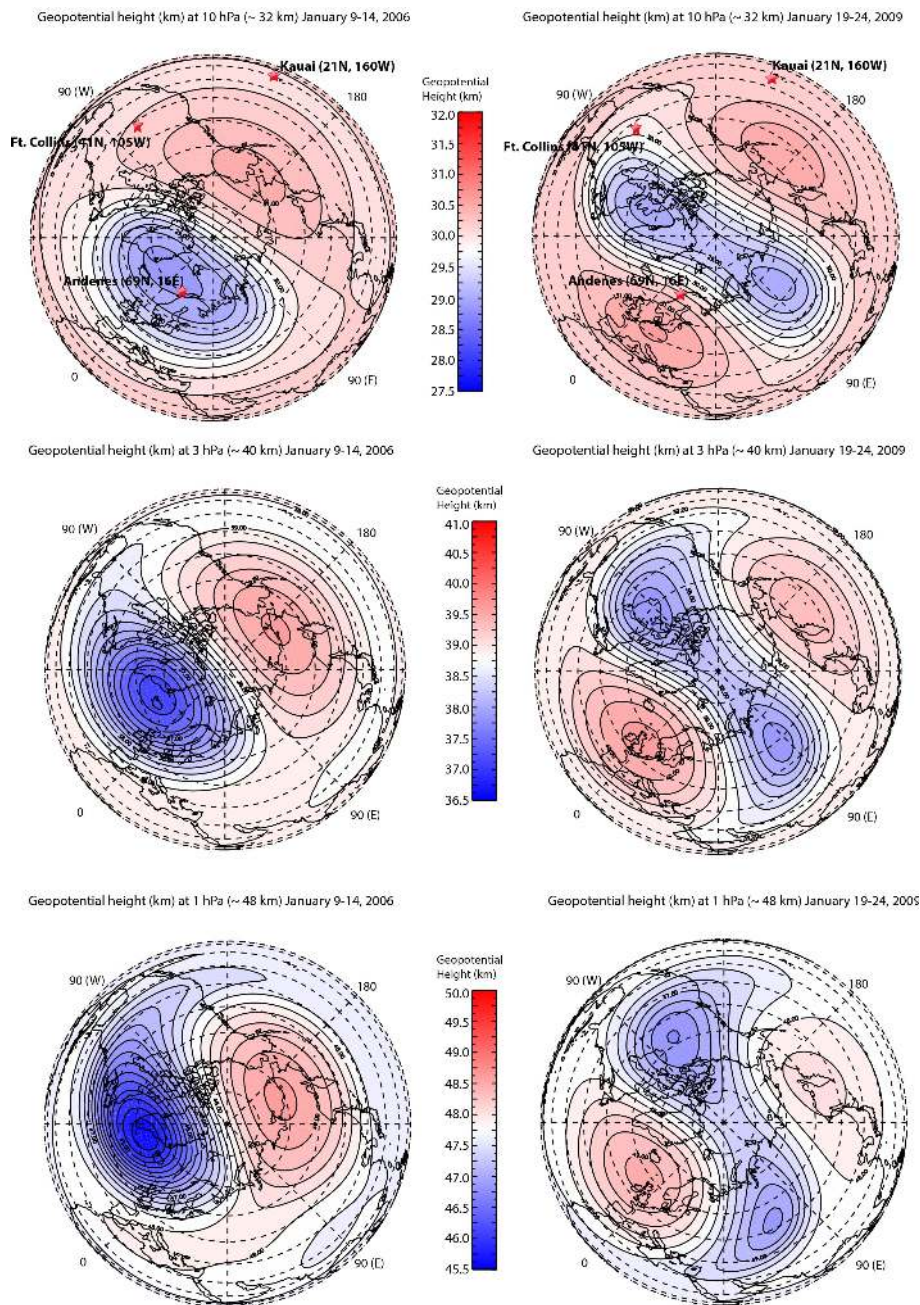 Geopotential height (km) at 10 hPa (~ 32 km) January 9-14, 2006
Geopotential height (km) at 10 hPa (~ 32 km) January 19-24, 2009
Kauai (21N, 160W)
90 (W)
180
Ft. Collins (41N, 105W)
Andenes (69N, 16E)
0
90 (E)
Geopotential
Height (km)
32.0
31.5
31.0
30.5
30.0
29.5
29.0
28.5
28.0
27.5
Kauai (21N, 160W)
90 (W)
180
Ft. Collins (41N, 105W)
Andenes (69N, 16E)
0
90 (E)
Geopotential height (km) at 3 hPa (~ 40 km) January 9-14, 2006
Geopotential height (km) at 3 hPa (~ 40 km) January 19-24, 2009
90 (W)
180
0
90 (E)
Geopotential
Height (km)
41.0
40.5
40.0
39.5
39.0
38.5
38.0
37.5
37.0
36.5
90 (W)
180
0
90 (E)
Geopotential height (km) at 1 hPa (~ 48 km) January 9-14, 2006
Geopotential height (km) at 1 hPa (~ 48 km) January 19-24, 2009
90 (W)
180
0
90 (E)
Geopotential
Height (km)
50.0
49.5
49.0
48.5
48.0
47.5
47.0
46.5
46.0
45.5
90 (W)
180
0
90 (E)